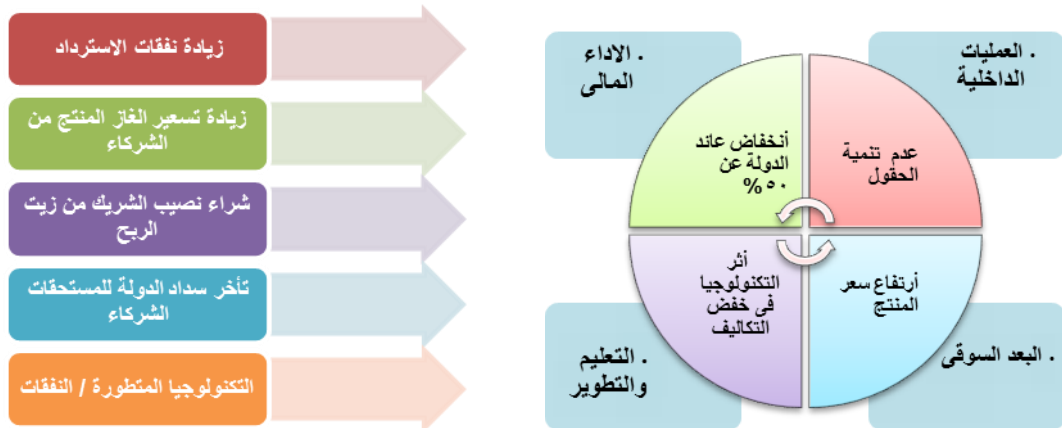 . العمليات
الداخلية
. الاداء
المالى
عدم تنمية
الحقول
أنخفاض عائد
الدولة عن
٥٠%
أرتفاع سعر
المنتج
أثر
التكنولوجيا
فى خفض
التكاليف
. البعد السوقى
. التعليم
والتطوير
زيادة نفقات الاسترداد
زيادة تسعير الغاز المنتج من
الشركاء
شراء نصيب الشريك من زيت
الربح
تأخر سداد الدولة للمستحقات
الشركاء
التكنولوجيا المتطورة / النفقات